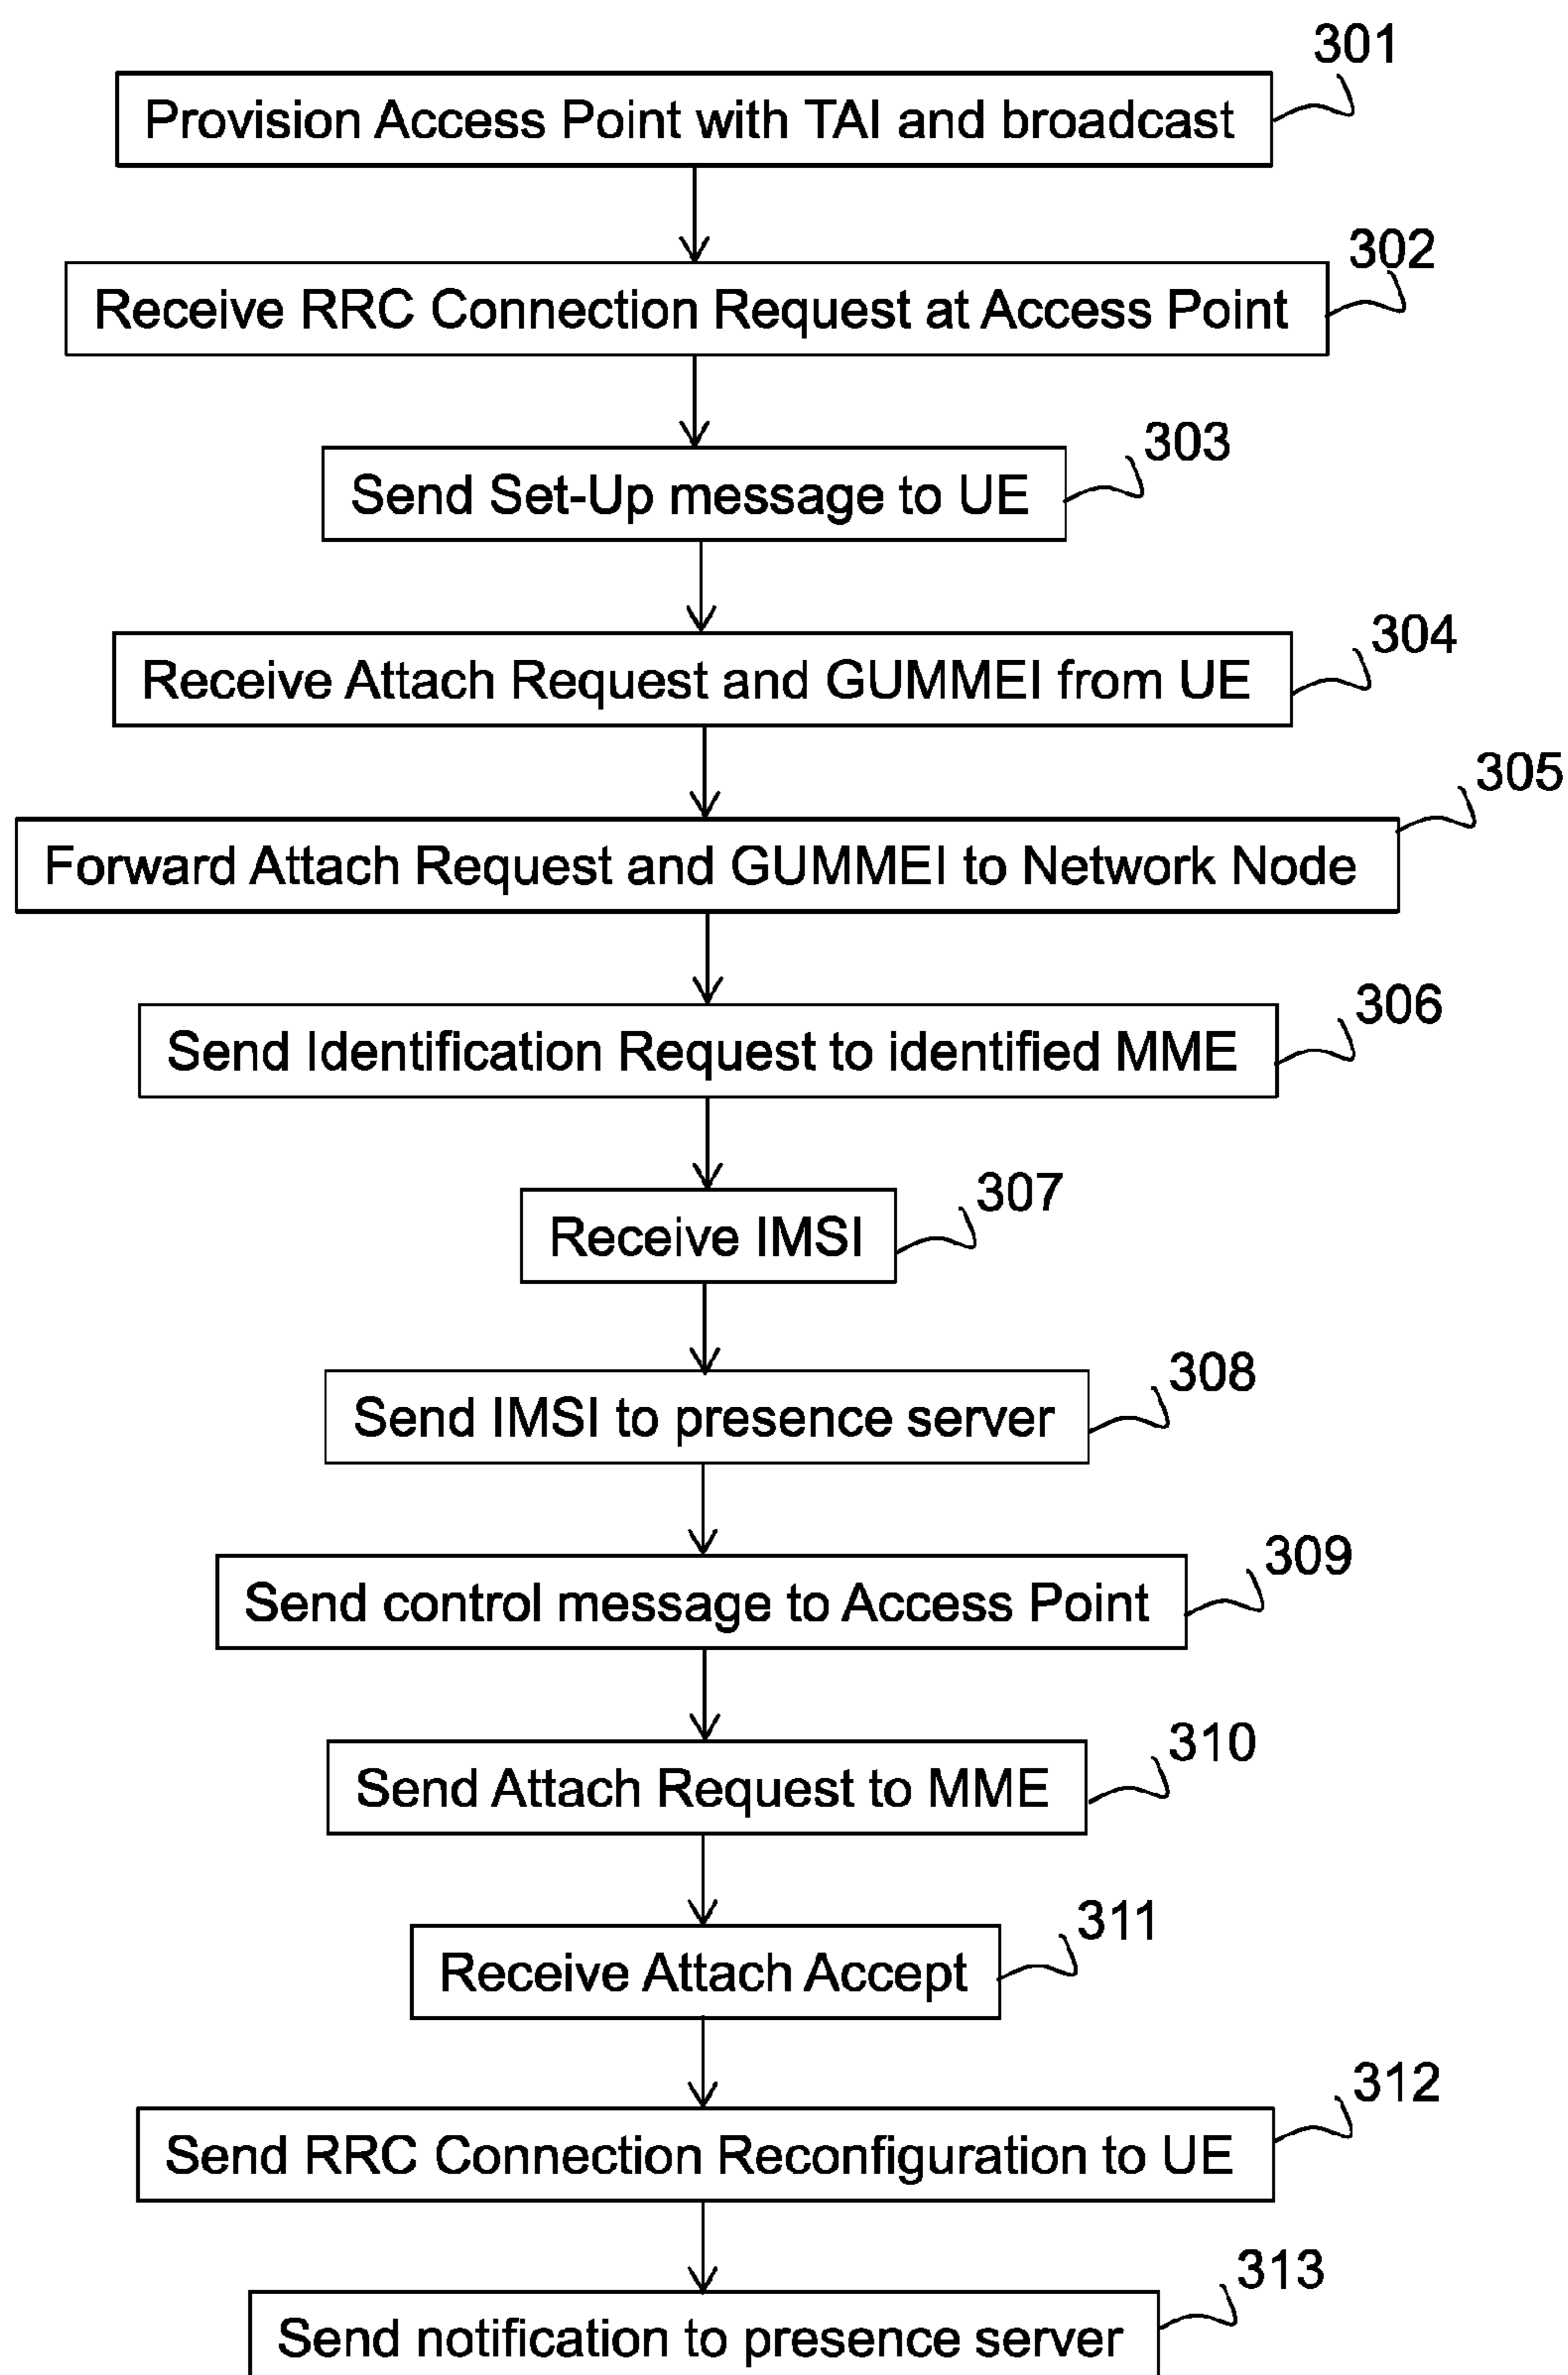 301
Provision Access Point with TAI and broadcast
302
Receive RRC Connection Request at Access Point
303
Send Set-Up message to UE
304
Receive Attach Request and GUMMEI from UE
305
Forward Attach Request and GUMMEI to Network Node
306
Send Identification Request to identified MME
307
Receive IMSI
308
Send IMSI to presence server
309
Send control message to Access Point
310
Send Attach Request to MME
311
Receive Attach Accept
312
Send RRC Connection Reconfiguration to UE
313
Send notification to presence server